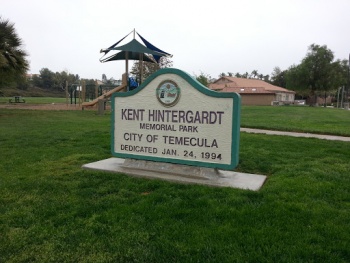 KENT HINTERGARDT
MEMORIAL PARK
CITY OF TEMECULA
DEDICATED JAN. 24, 1994